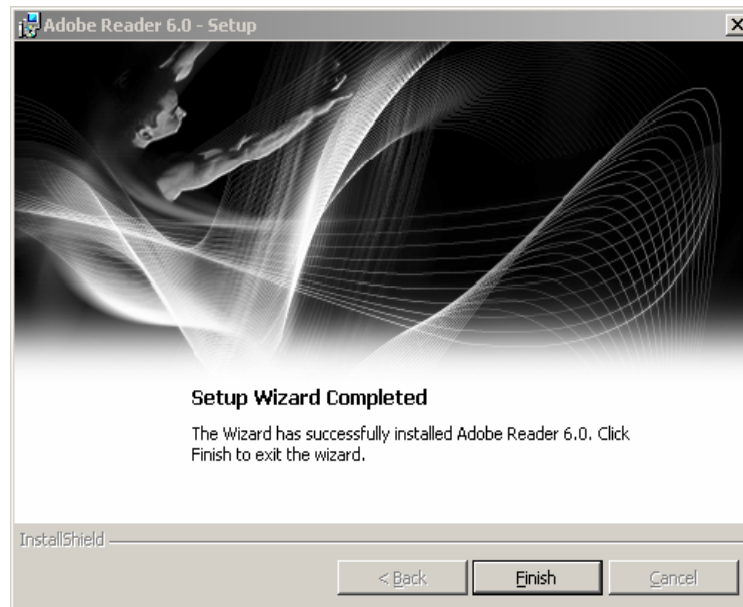 Adobe Reader 6.0 - Setup
Setup Wizard Completed
The Wizard has successfully installed Adobe Reader 6.0. Click
Finish to exit the wizard.
InstallShield
< Back
Finish
Cancel